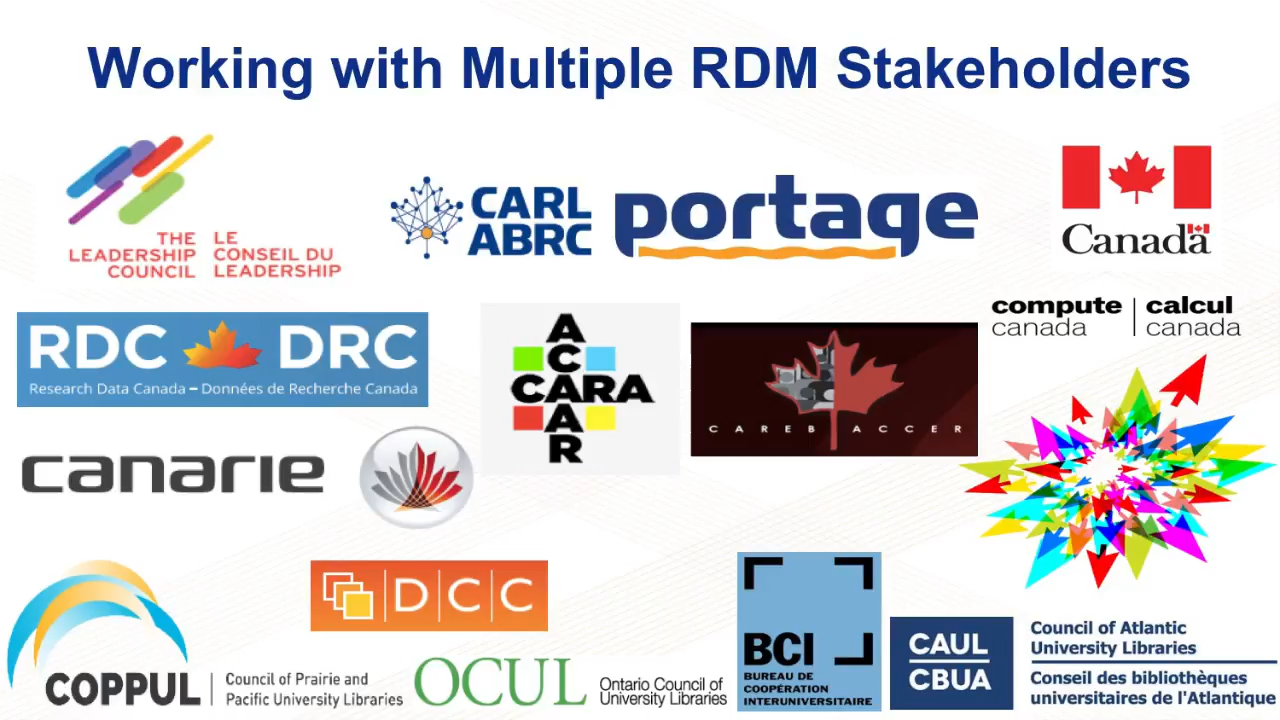 Working with Multiple RDM Stakeholders
THE LEADERSHIP COUNCIL
LE CONSEIL DU LEADERSHIP
CARL
ABRC
portage
Canada
RDC DRC
Research Data Canada – Données de Recherche Canada
ACAAR
CARA
CAREB ACCER
compute
canada
calcul
canada
canarie
COPPUL
Council of Prairie and
Pacific University Libraries
DCC
OCUL
Ontario Council of
University Libraries
BCI
BUREAU DE
COOPÉRATION
INTERUNIVERSITAIRE
CAUL
CBUA
Council of Atlantic
University Libraries
Conseil des bibliothèques
universitaires de l'Atlantique